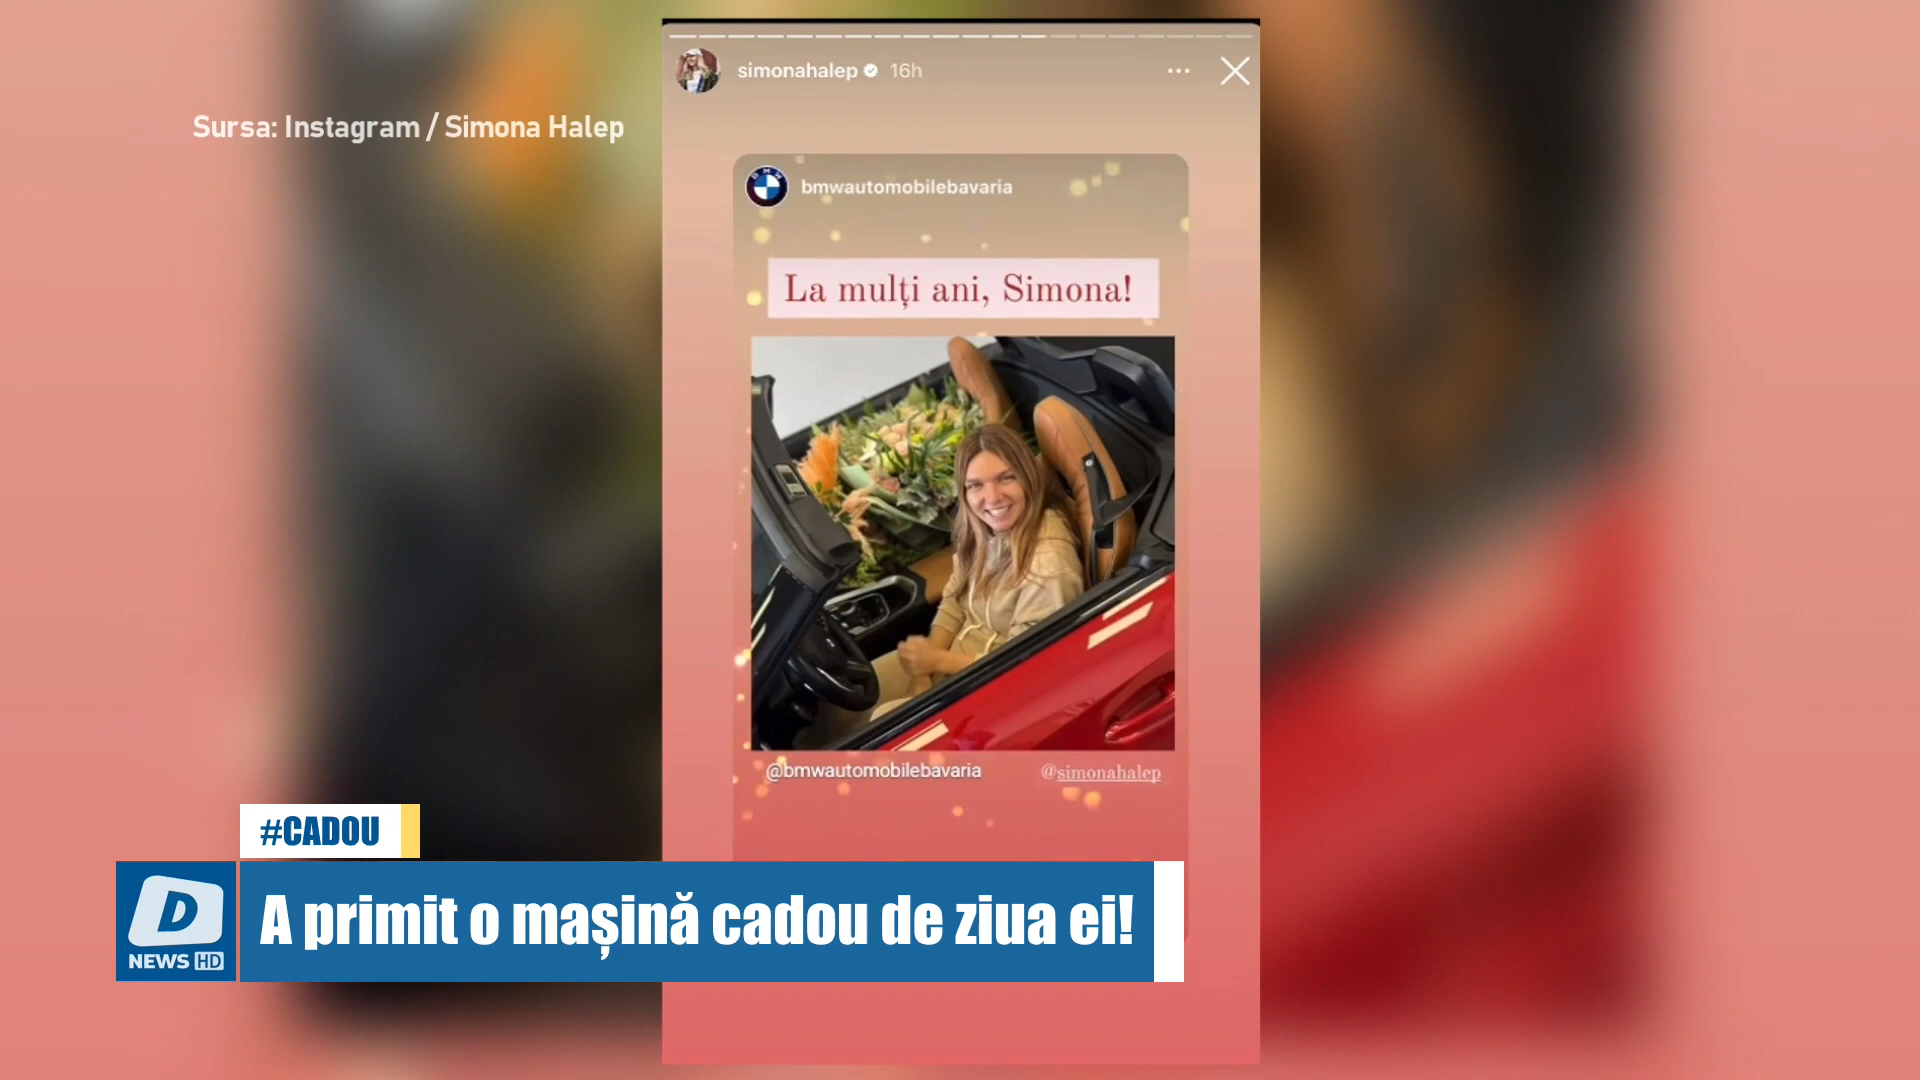 simonahalep 16h
Sursa: Instagram / Simona Halep
bmwautomobilebavaria
La mulți ani, Simona!
@bmwautomobilebavaria @simonahalep
#CADOU
A primit o mașină cadou de ziua ei!
D
NEWS HD